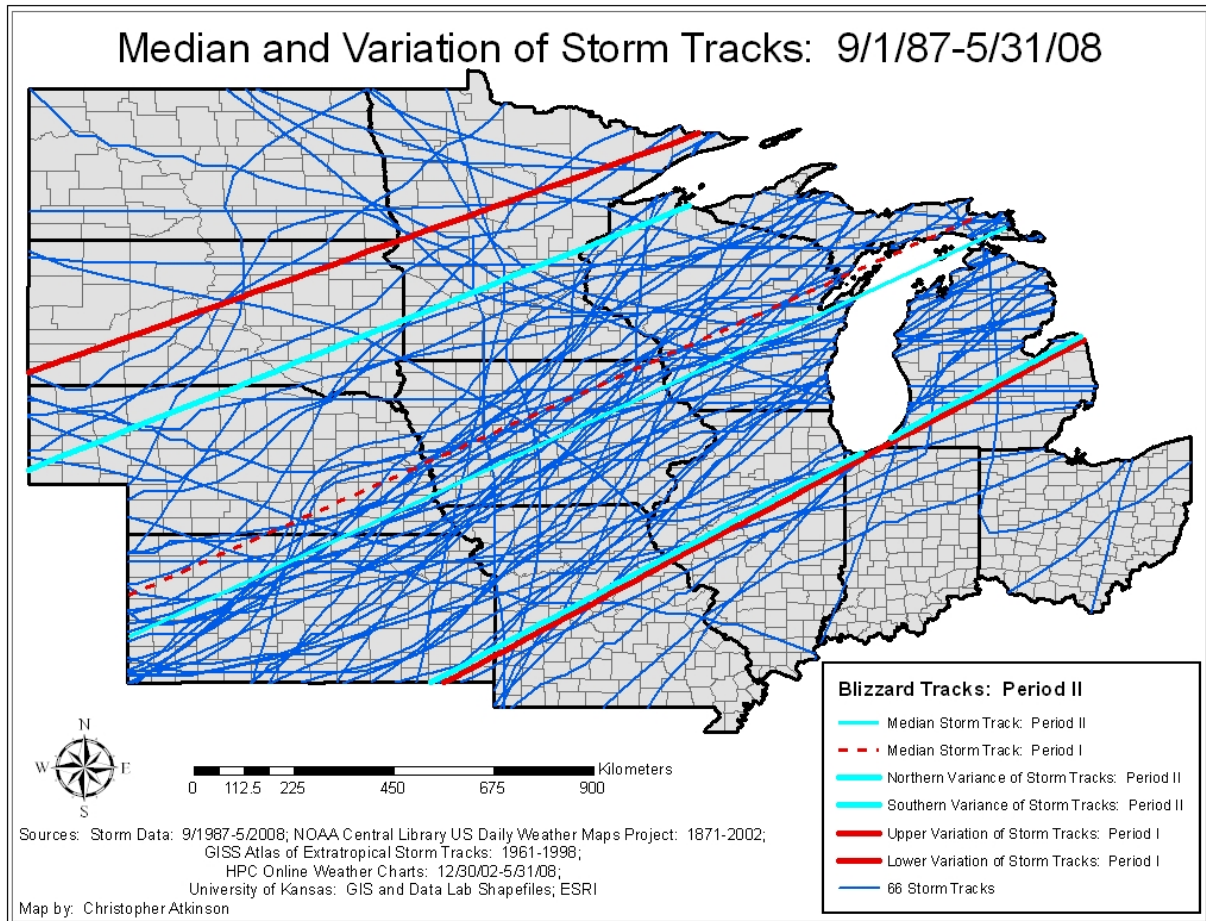 Median and Variation of Storm Tracks: 9/1/87-5/31/08
N
W E
S
Kilometers
0 112.5 225 450 675 900
Sources: Storm Data: 9/1987-5/2008; NOAA Central Library US Daily Weather Maps Project: 1871-2002;
GISS Atlas of Extratropical Storm Tracks: 1961-1998;
HPC Online Weather Charts: 12/30/02-5/31/08;
University of Kansas: GIS and Data Lab Shapefiles; ESRI
Map by: Christopher Atkinson
Blizzard Tracks: Period II
Median Storm Track: Period II
Median Storm Track: Period I
Northern Variance of Storm Tracks: Period II
Southern Variance of Storm Tracks: Period II
Upper Variation of Storm Tracks: Period I
Lower Variation of Storm Tracks: Period I
66 Storm Tracks